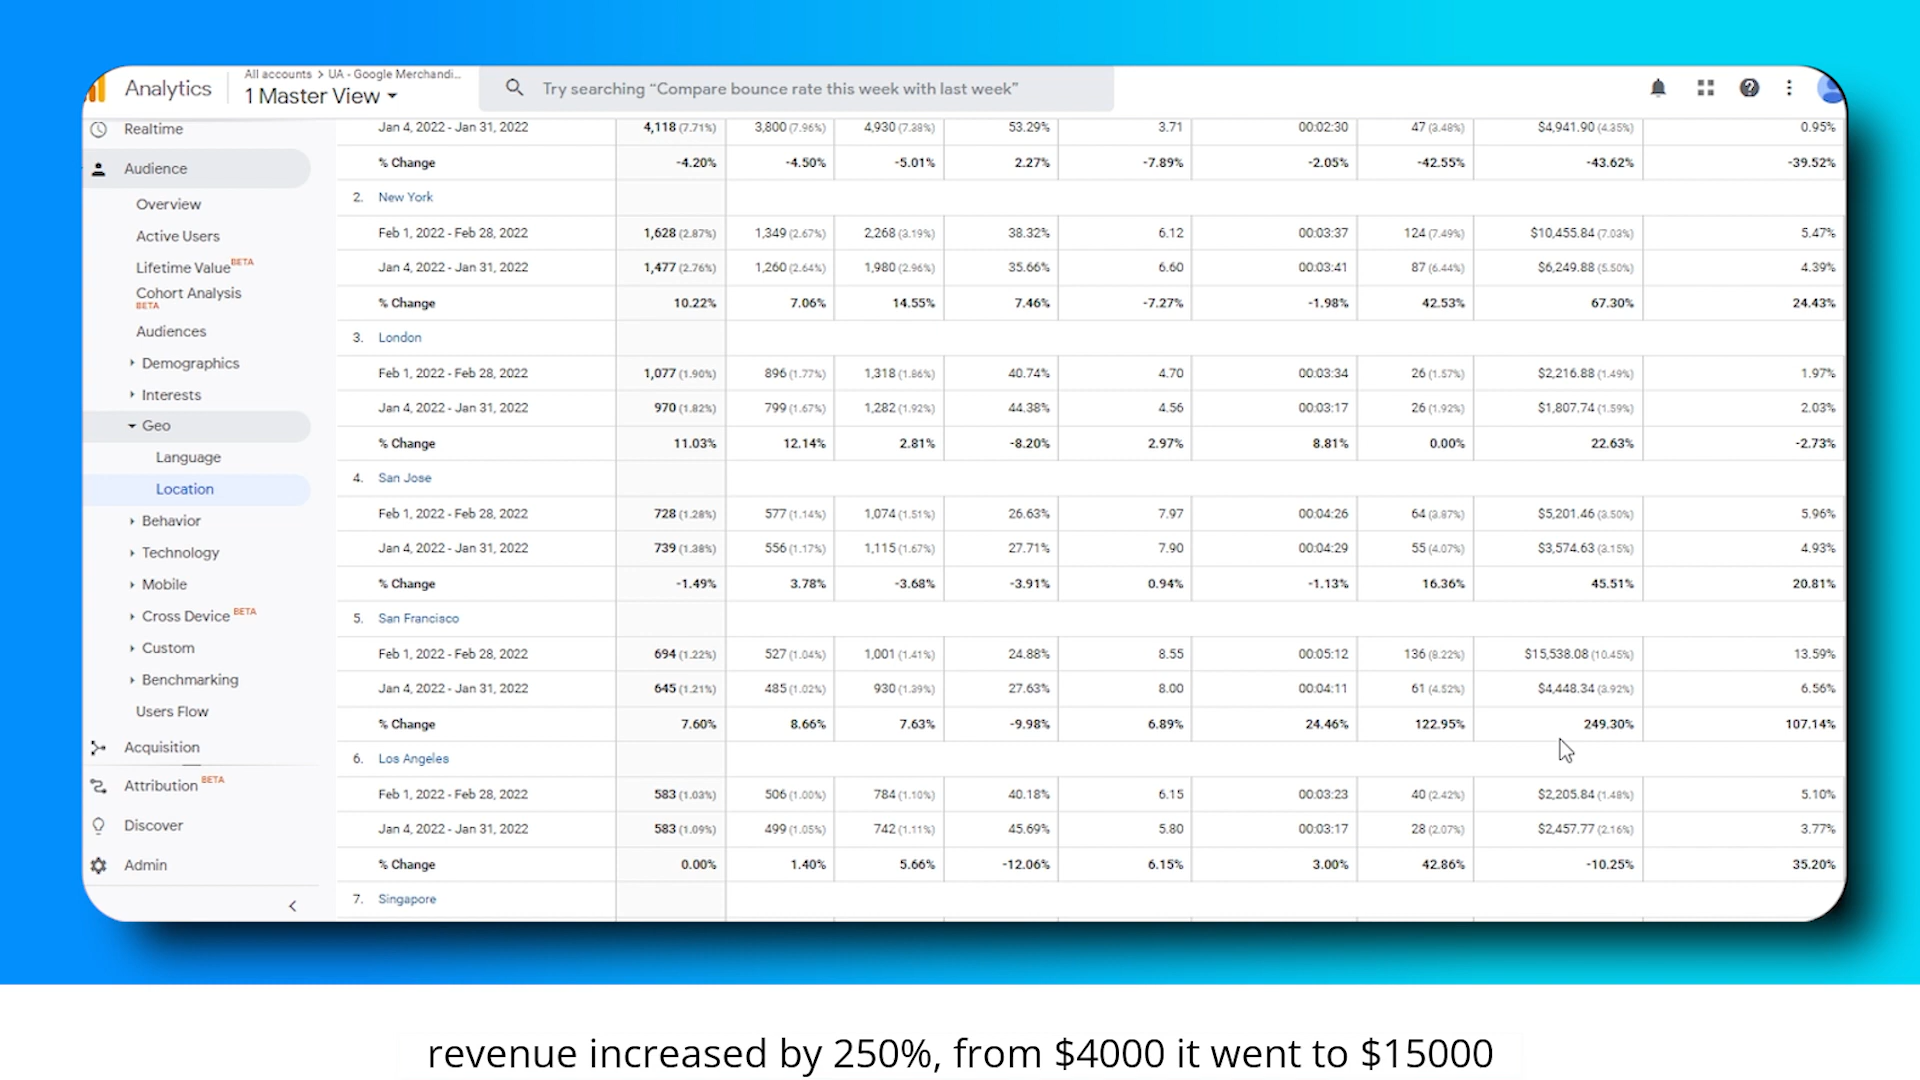 Analytics
All accounts > UA - Google Merchandi...
1 Master View
Try searching “Compare bounce rate this week with last week”
Realtime
Audience
Overview
Active Users
Lifetime Value BETA
Cohort Analysis
BETA
Audiences
Demographics
Interests
Geo
Language
Location
Behavior
Technology
Mobile
Cross Device BETA
Custom
Benchmarking
Users Flow
Acquisition
Attribution BETA
Discover
Admin
Jan 4, 2022 - Jan 31, 2022 4,118 (7.71%) 3,800 (7.96%) 4,930 (7.38%) 53.29% 3.71 00:02:30 47 (3.48%) $4,941.90 (4.35%) 0.95%
% Change -4.20% -4.50% -5.01% 2.27% -7.89% -2.05% -42.55% -43.62% -39.52%
2. New York
Feb 1, 2022 - Feb 28, 2022 1,628 (2.87%) 1,349 (2.67%) 2,268 (3.19%) 38.32% 6.12 00:03:37 124 (7.49%) $10,455.84 (7.03%) 5.47%
Jan 4, 2022 - Jan 31, 2022 1,477 (2.76%) 1,260 (2.64%) 1,980 (2.96%) 35.66% 6.60 00:03:41 87 (6.44%) $6,249.88 (5.50%) 4.39%
% Change 10.22% 7.06% 14.55% 7.46% -7.27% -1.98% 42.53% 67.30% 24.43%
3. London
Feb 1, 2022 - Feb 28, 2022 1,077 (1.90%) 896 (1.77%) 1,318 (1.86%) 40.74% 4.70 00:03:34 26 (1.57%) $2,216.88 (1.49%) 1.97%
Jan 4, 2022 - Jan 31, 2022 970 (1.82%) 799 (1.67%) 1,282 (1.92%) 44.38% 4.56 00:03:17 26 (1.92%) $1,807.74 (1.59%) 2.03%
% Change 11.03% 12.14% 2.81% -8.20% 2.97% 8.81% 0.00% 22.63% -2.73%
4. San Jose
Feb 1, 2022 - Feb 28, 2022 728 (1.28%) 577 (1.14%) 1,074 (1.51%) 26.63% 7.97 00:04:26 64 (3.87%) $5,201.46 (3.50%) 5.96%
Jan 4, 2022 - Jan 31, 2022 739 (1.38%) 556 (1.17%) 1,115 (1.67%) 27.71% 7.90 00:04:29 55 (4.07%) $3,574.63 (3.15%) 4.93%
% Change -1.49% 3.78% -3.68% -3.91% 0.94% -1.13% 16.36% 45.51% 20.81%
5. San Francisco
Feb 1, 2022 - Feb 28, 2022 694 (1.22%) 527 (1.04%) 1,001 (1.41%) 24.88% 8.55 00:05:12 136 (8.22%) $15,538.08 (10.45%) 13.59%
Jan 4, 2022 - Jan 31, 2022 645 (1.21%) 485 (1.02%) 930 (1.39%) 27.63% 8.00 00:04:11 61 (4.52%) $4,448.34 (3.92%) 6.56%
% Change 7.60% 8.66% 7.63% -9.98% 6.89% 24.46% 122.95% 249.30% 107.14%
6. Los Angeles
Feb 1, 2022 - Feb 28, 2022 583 (1.03%) 506 (1.00%) 784 (1.10%) 40.18% 6.15 00:03:23 40 (2.42%) $2,205.84 (1.48%) 5.10%
Jan 4, 2022 - Jan 31, 2022 583 (1.09%) 499 (1.05%) 742 (1.11%) 45.69% 5.80 00:03:17 28 (2.07%) $2,457.77 (2.16%) 3.77%
% Change 0.00% 1.40% 5.66% -12.06% 6.15% 3.00% 42.86% -10.25% 35.20%
7. Singapore
revenue increased by 250%, from $4000 it went to $15000